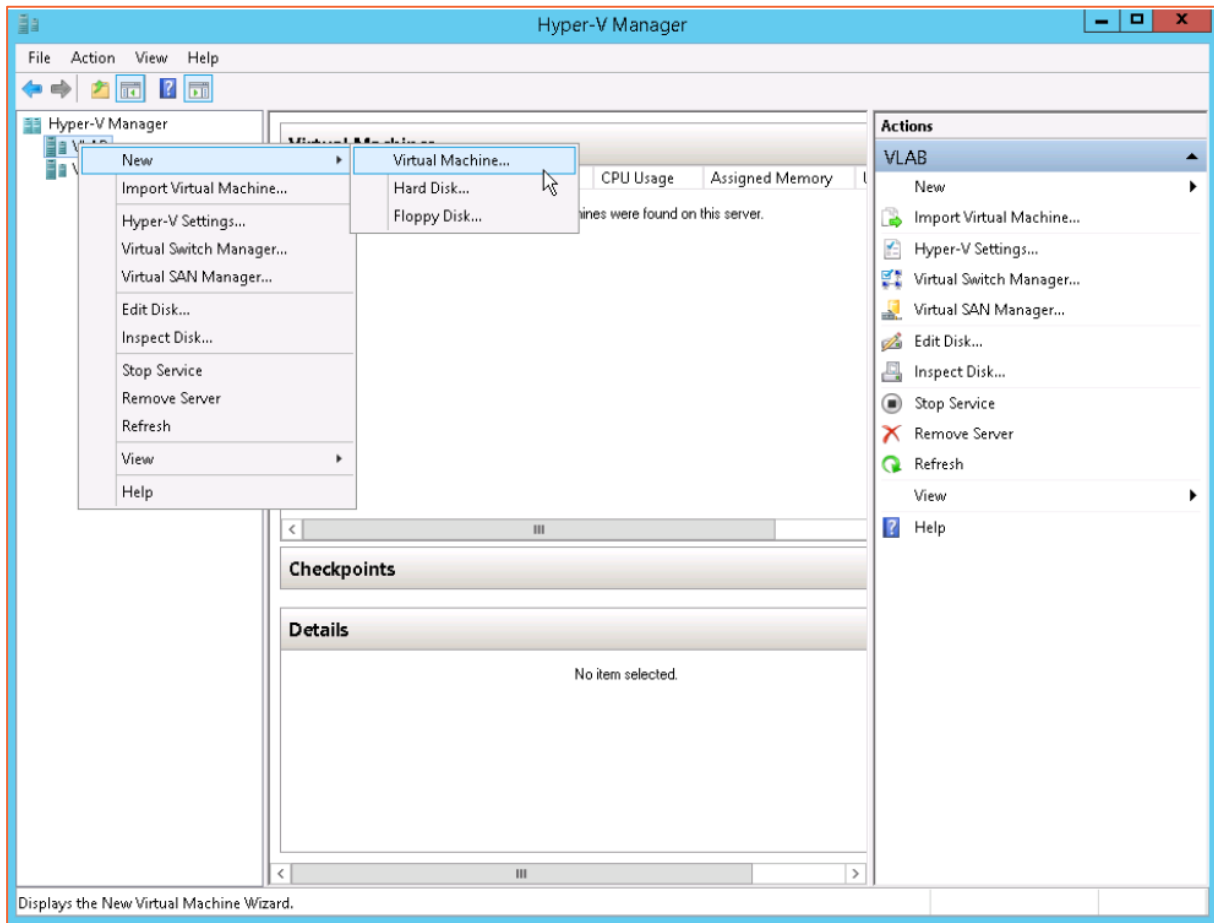 Hyper-V Manager
File Action View Help
Hyper-V Manager
New
Import Virtual Machine...
Hyper-V Settings...
Virtual Switch Manager...
Virtual SAN Manager...
Edit Disk...
Inspect Disk...
Stop Service
Remove Server
Refresh
View
Help
Virtual Machine...
Hard Disk...
Floppy Disk...
CPU Usage Assigned Memory
were found on this server.
Checkpoints
Details
No item selected.
Actions
VLAB
New
Import Virtual Machine...
Hyper-V Settings...
Virtual Switch Manager...
Virtual SAN Manager...
Edit Disk...
Inspect Disk...
Stop Service
Remove Server
Refresh
View
Help
Displays the New Virtual Machine Wizard.